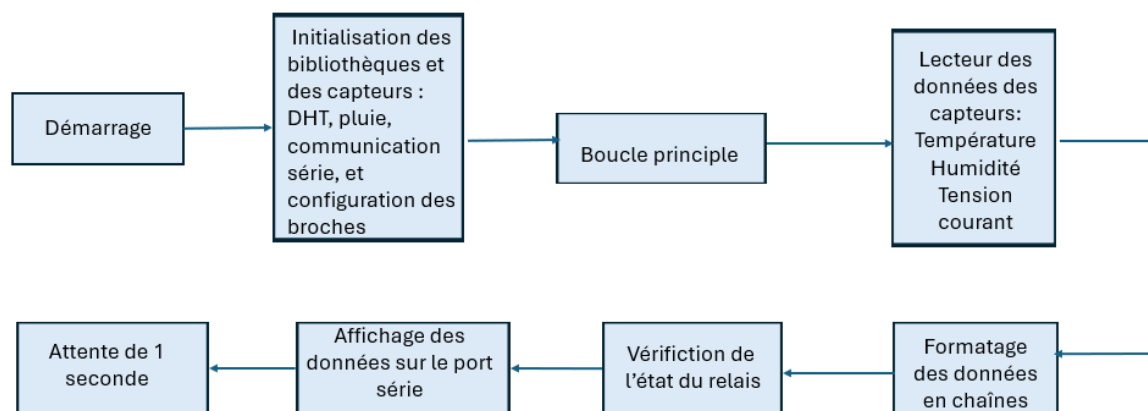 Démarrage
Initialisation des
bibliothèques et
des capteurs :
DHT, pluie,
communication
série, et
configuration des
broches
Boucle principle
Lecteur des
données des
capteurs:
Température
Humidité
Tension
courant
Formatage
des données
en chaînes
Vérifiction de
l'état du relais
Affichage des
données sur le port
série
Attente de 1
seconde